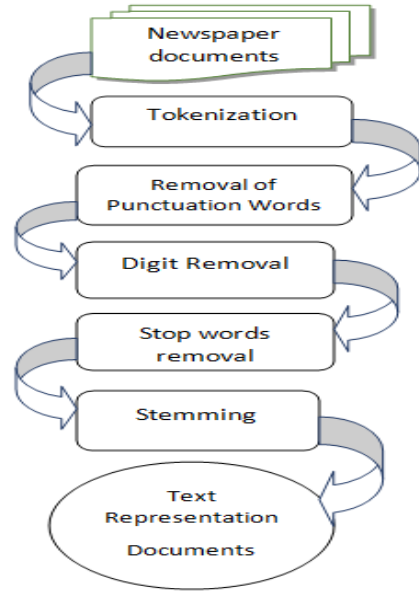 Newspaper
documents
Tokenization
Removal of
Punctuation Words
Digit Removal
Stop words
removal
Stemming
Text
Representation
Documents